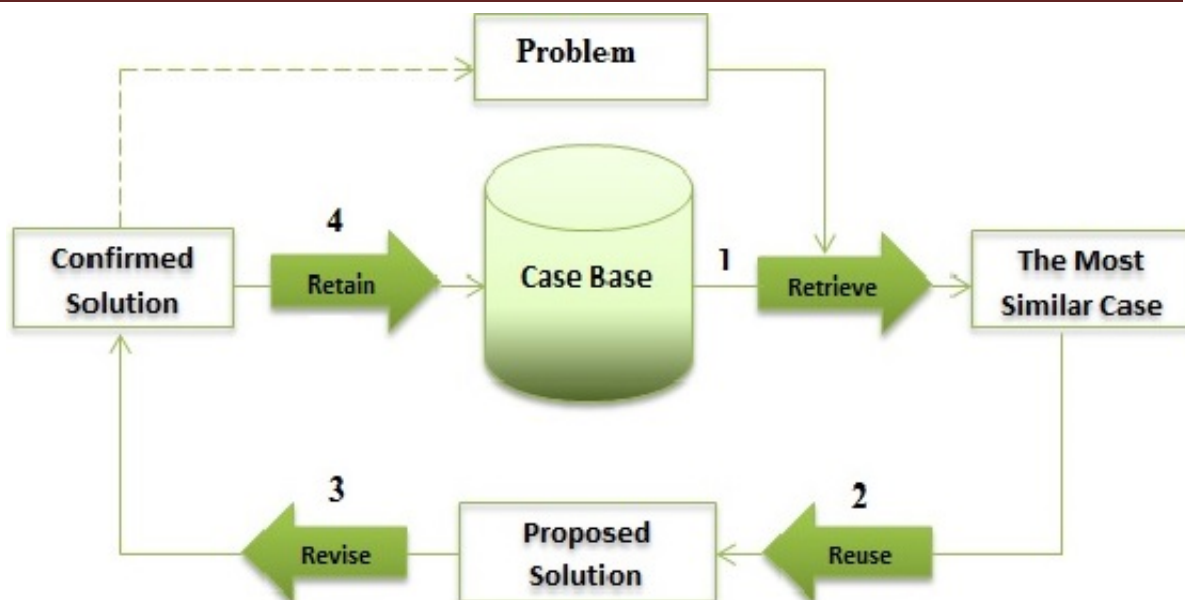 Problem
4
Confirmed
Solution
Retain
Case Base
1
Retrieve
The Most
Similar Case
3
Revise
Proposed
Solution
2
Reuse